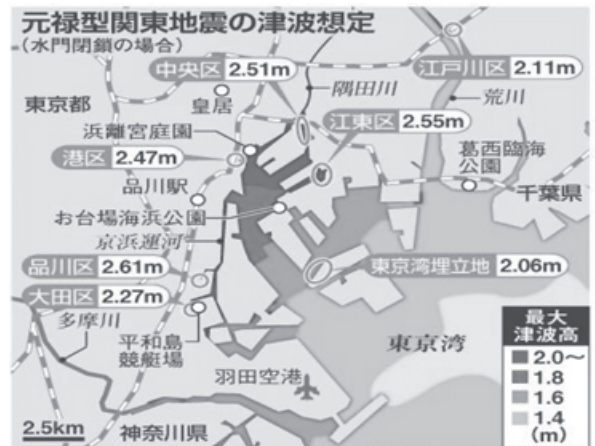 元禄型関東地震の津波想定
(水門閉鎖の場合)
中央区 2.51m
隅田川
江戸川区 2.11m
荒川
東京都
皇居
浜離宮庭園
江東区 2.55m
港区 2.47m
葛西臨海
公園
品川駅
千葉県
お台場海浜公園
京浜運河
品川区 2.61m
東京湾埋立地 2.06m
大田区 2.27m
多摩川
平和島
競艇場
東京湾
羽田空港
最大
津波高
2.0〜
1.8
1.6
1.4
(m)
2.5km
神奈川県